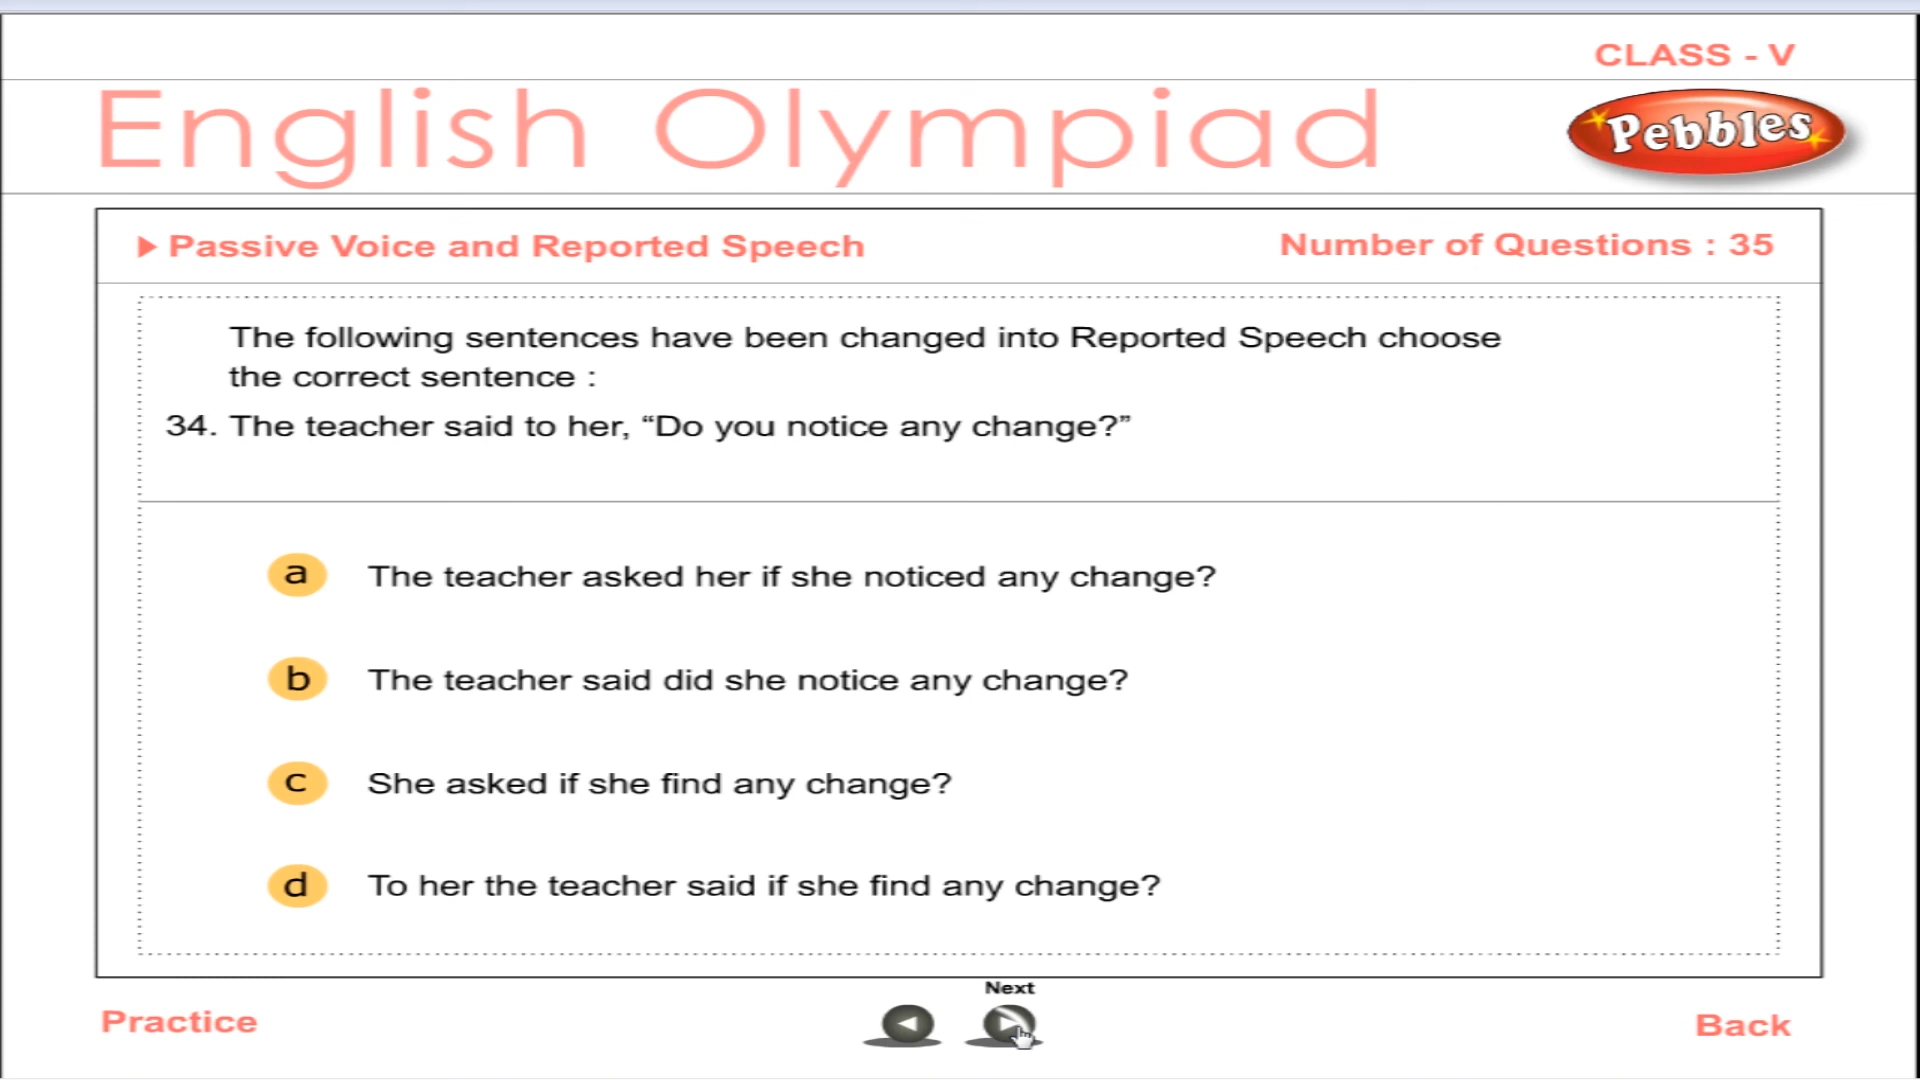 CLASS - V
English Olympiad
Pebbles
Passive Voice and Reported Speech
Number of Questions : 35
The following sentences have been changed into Reported Speech choose
the correct sentence :
34. The teacher said to her, “Do you notice any change?”
a The teacher asked her if she noticed any change?
b The teacher said did she notice any change?
c She asked if she find any change?
d To her the teacher said if she find any change?
Next
Practice
Back